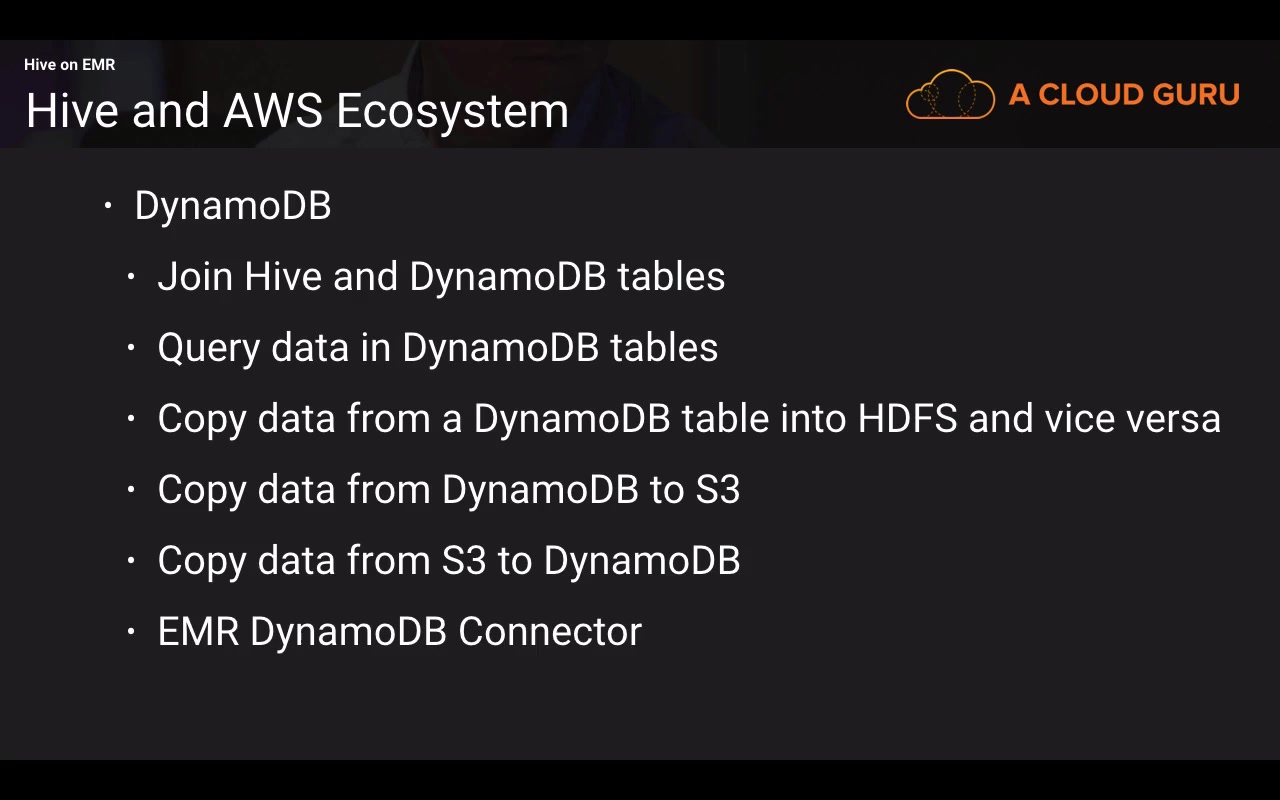 Hive on EMR
Hive and AWS Ecosystem
A CLOUD GURU
• DynamoDB
• Join Hive and DynamoDB tables
• Query data in DynamoDB tables
• Copy data from a DynamoDB table into HDFS and vice versa
• Copy data from DynamoDB to S3
• Copy data from S3 to DynamoDB
• EMR DynamoDB Connector